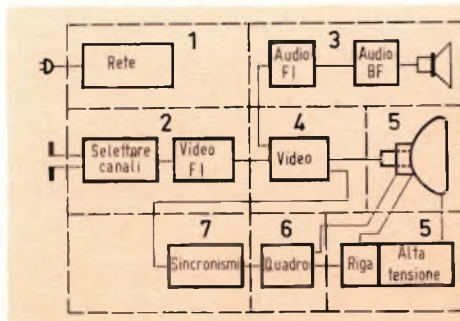 1
Rete
3
Audio
FI
Audio
BF
2
Selettore
canali
Video
FI
4
Video
5
7
Sincronismi
6
Quadro
5
Riga
Alta
tensione